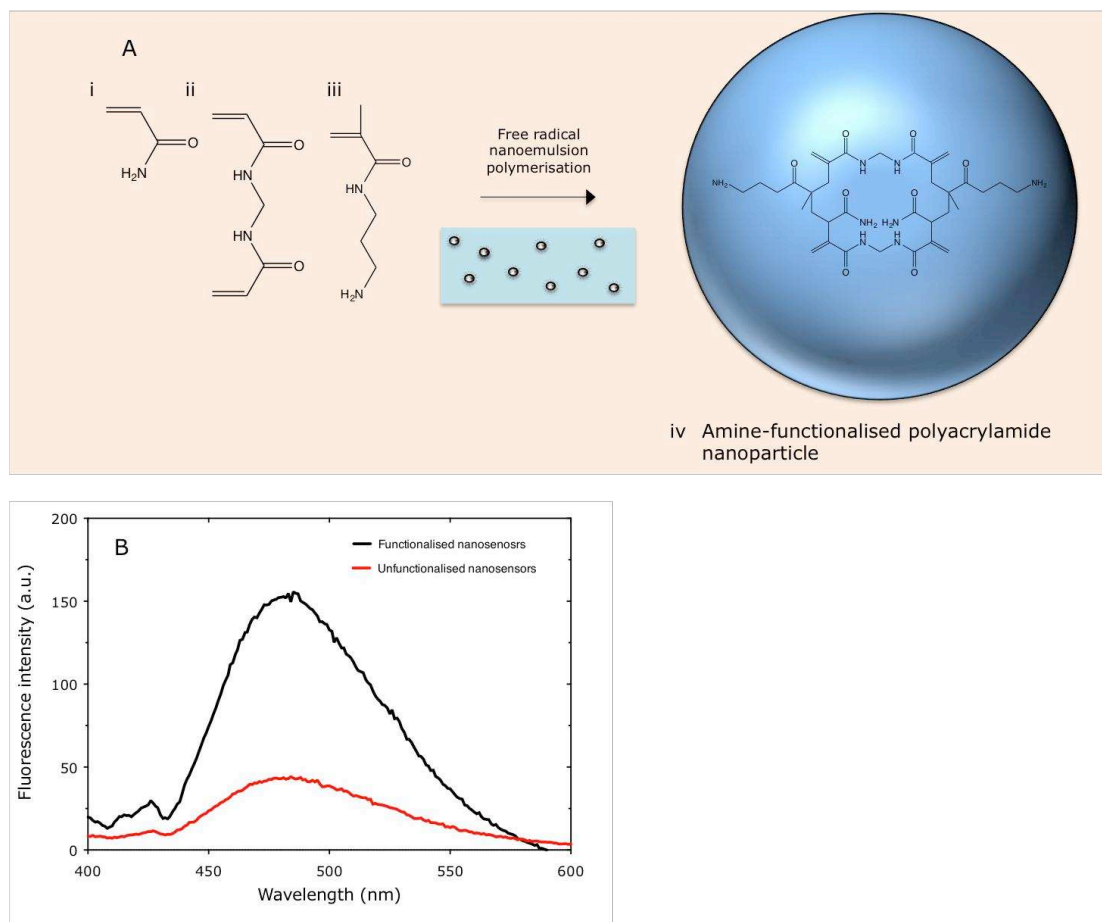 A
i
ii
iii
O
H₂N
O
HN
HN
O
O
HN
H₂N
Free radical
nanoemulsion
polymerisation
O
O
O
O
N
H
N
H
NH₂
NH₂
O
NH₂
O
H₂N
H
N
H
N
O
O
iv Amine-functionalised polyacrylamide
nanoparticle
B
Functionalised nanosenosrs
Unfunctionalised nanosensors
200
150
100
50
0
Fluorescence intensity (a.u.)
400 450 500 550 600
Wavelength (nm)